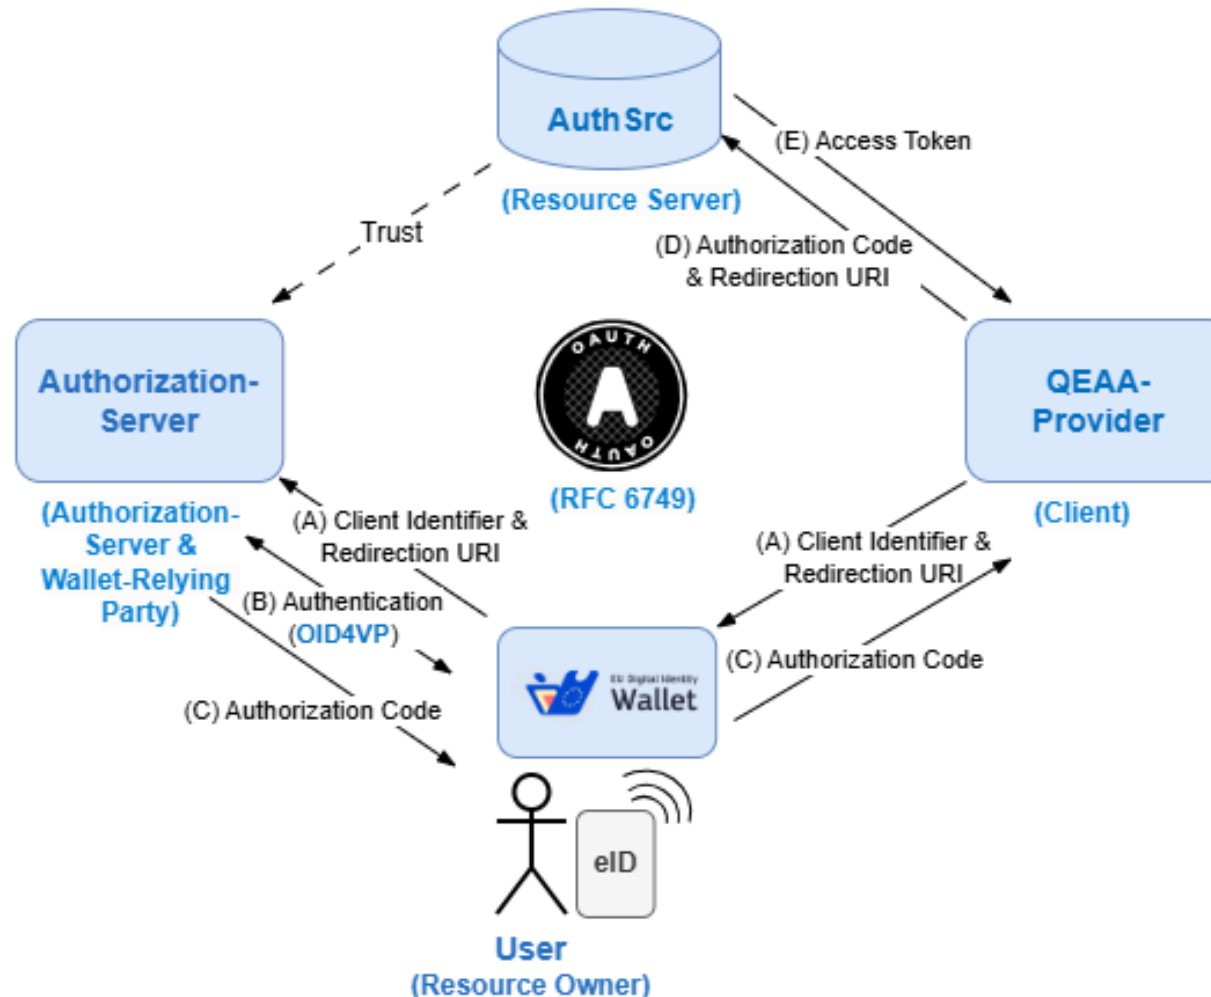 AuthSrc
(E) Access Token
(Resource Server)
Trust
(D) Authorization Code
& Redirection URI
Authorization-
Server
OAUTH
A
OAUTH
QEAA-
Provider
(RFC 6749)
(Client)
(Authorization-
Server &
Wallet-Relying
Party)
(A) Client Identifier &
Redirection URI
(A) Client Identifier &
Redirection URI
(B) Authentication
(OID4VP)
EU Digital Identity
Wallet
(C) Authorization Code
(C) Authorization Code
eID
User
(Resource Owner)